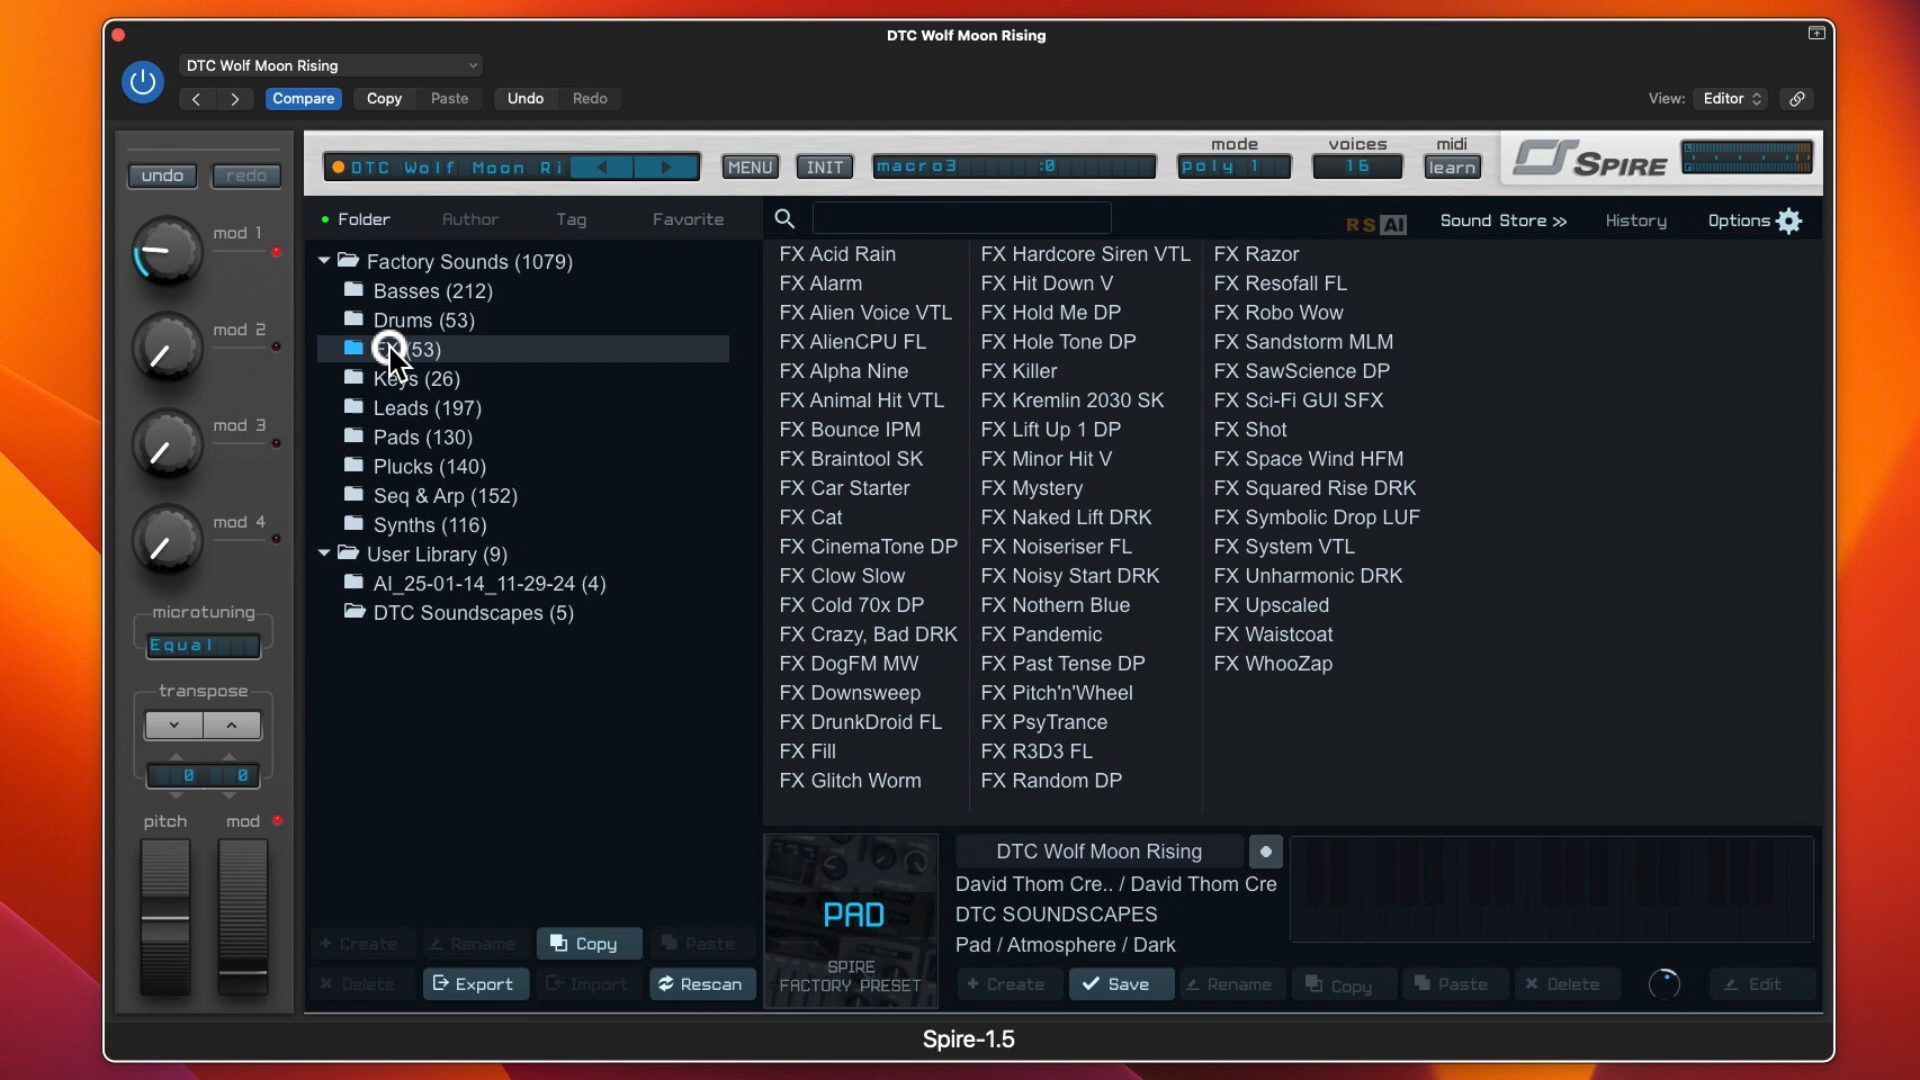 DTC Wolf Moon Rising
DTC Wolf Moon Rising
Compare Copy Paste Undo Redo
View: Editor
mode voices midi
DTC Wolf Moon Ri MENU INIT macro3 :0 poly 1 16 learn SPIRE
undo redo
Folder Author Tag Favorite RS AI Sound Store >> History Options
mod 1
mod 2
mod 3
mod 4
microtuning
Equal
transpose
0 0
pitch mod
Factory Sounds (1079)
Basses (212)
Drums (53)
(53)
Keys (26)
Leads (197)
Pads (130)
Plucks (140)
Seq & Arp (152)
Synths (116)
User Library (9)
AI_25-01-14_11-29-24 (4)
DTC Soundscapes (5)
FX Acid Rain
FX Alarm
FX Alien Voice VTL
FX AlienCPU FL
FX Alpha Nine
FX Animal Hit VTL
FX Bounce IPM
FX Braintool SK
FX Car Starter
FX Cat
FX CinemaTone DP
FX Clow Slow
FX Cold 70x DP
FX Crazy, Bad DRK
FX DogFM MW
FX Downsweep
FX DrunkDroid FL
FX Fill
FX Glitch Worm
FX Hardcore Siren VTL
FX Hit Down V
FX Hold Me DP
FX Hole Tone DP
FX Killer
FX Kremlin 2030 SK
FX Lift Up 1 DP
FX Minor Hit V
FX Mystery
FX Naked Lift DRK
FX Noiseriser FL
FX Noisy Start DRK
FX Nothern Blue
FX Pandemic
FX Past Tense DP
FX Pitch'n'Wheel
FX PsyTrance
FX R3D3 FL
FX Random DP
FX Razor
FX Resofall FL
FX Robo Wow
FX Sandstorm MLM
FX SawScience DP
FX Sci-Fi GUI SFX
FX Shot
FX Space Wind HFM
FX Squared Rise DRK
FX Symbolic Drop LUF
FX System VTL
FX Unharmonic DRK
FX Upscaled
FX Waistcoat
FX WhooZap
+ Create Rename Copy Paste
× Delete Export Import Rescan
PAD
SPIRE
FACTORY PRESET
DTC Wolf Moon Rising
David Thom Cre.. / David Thom Cre
DTC SOUNDSCAPES
Pad / Atmosphere / Dark
+ Create Save Rename Copy Paste × Delete Edit
Spire-1.5